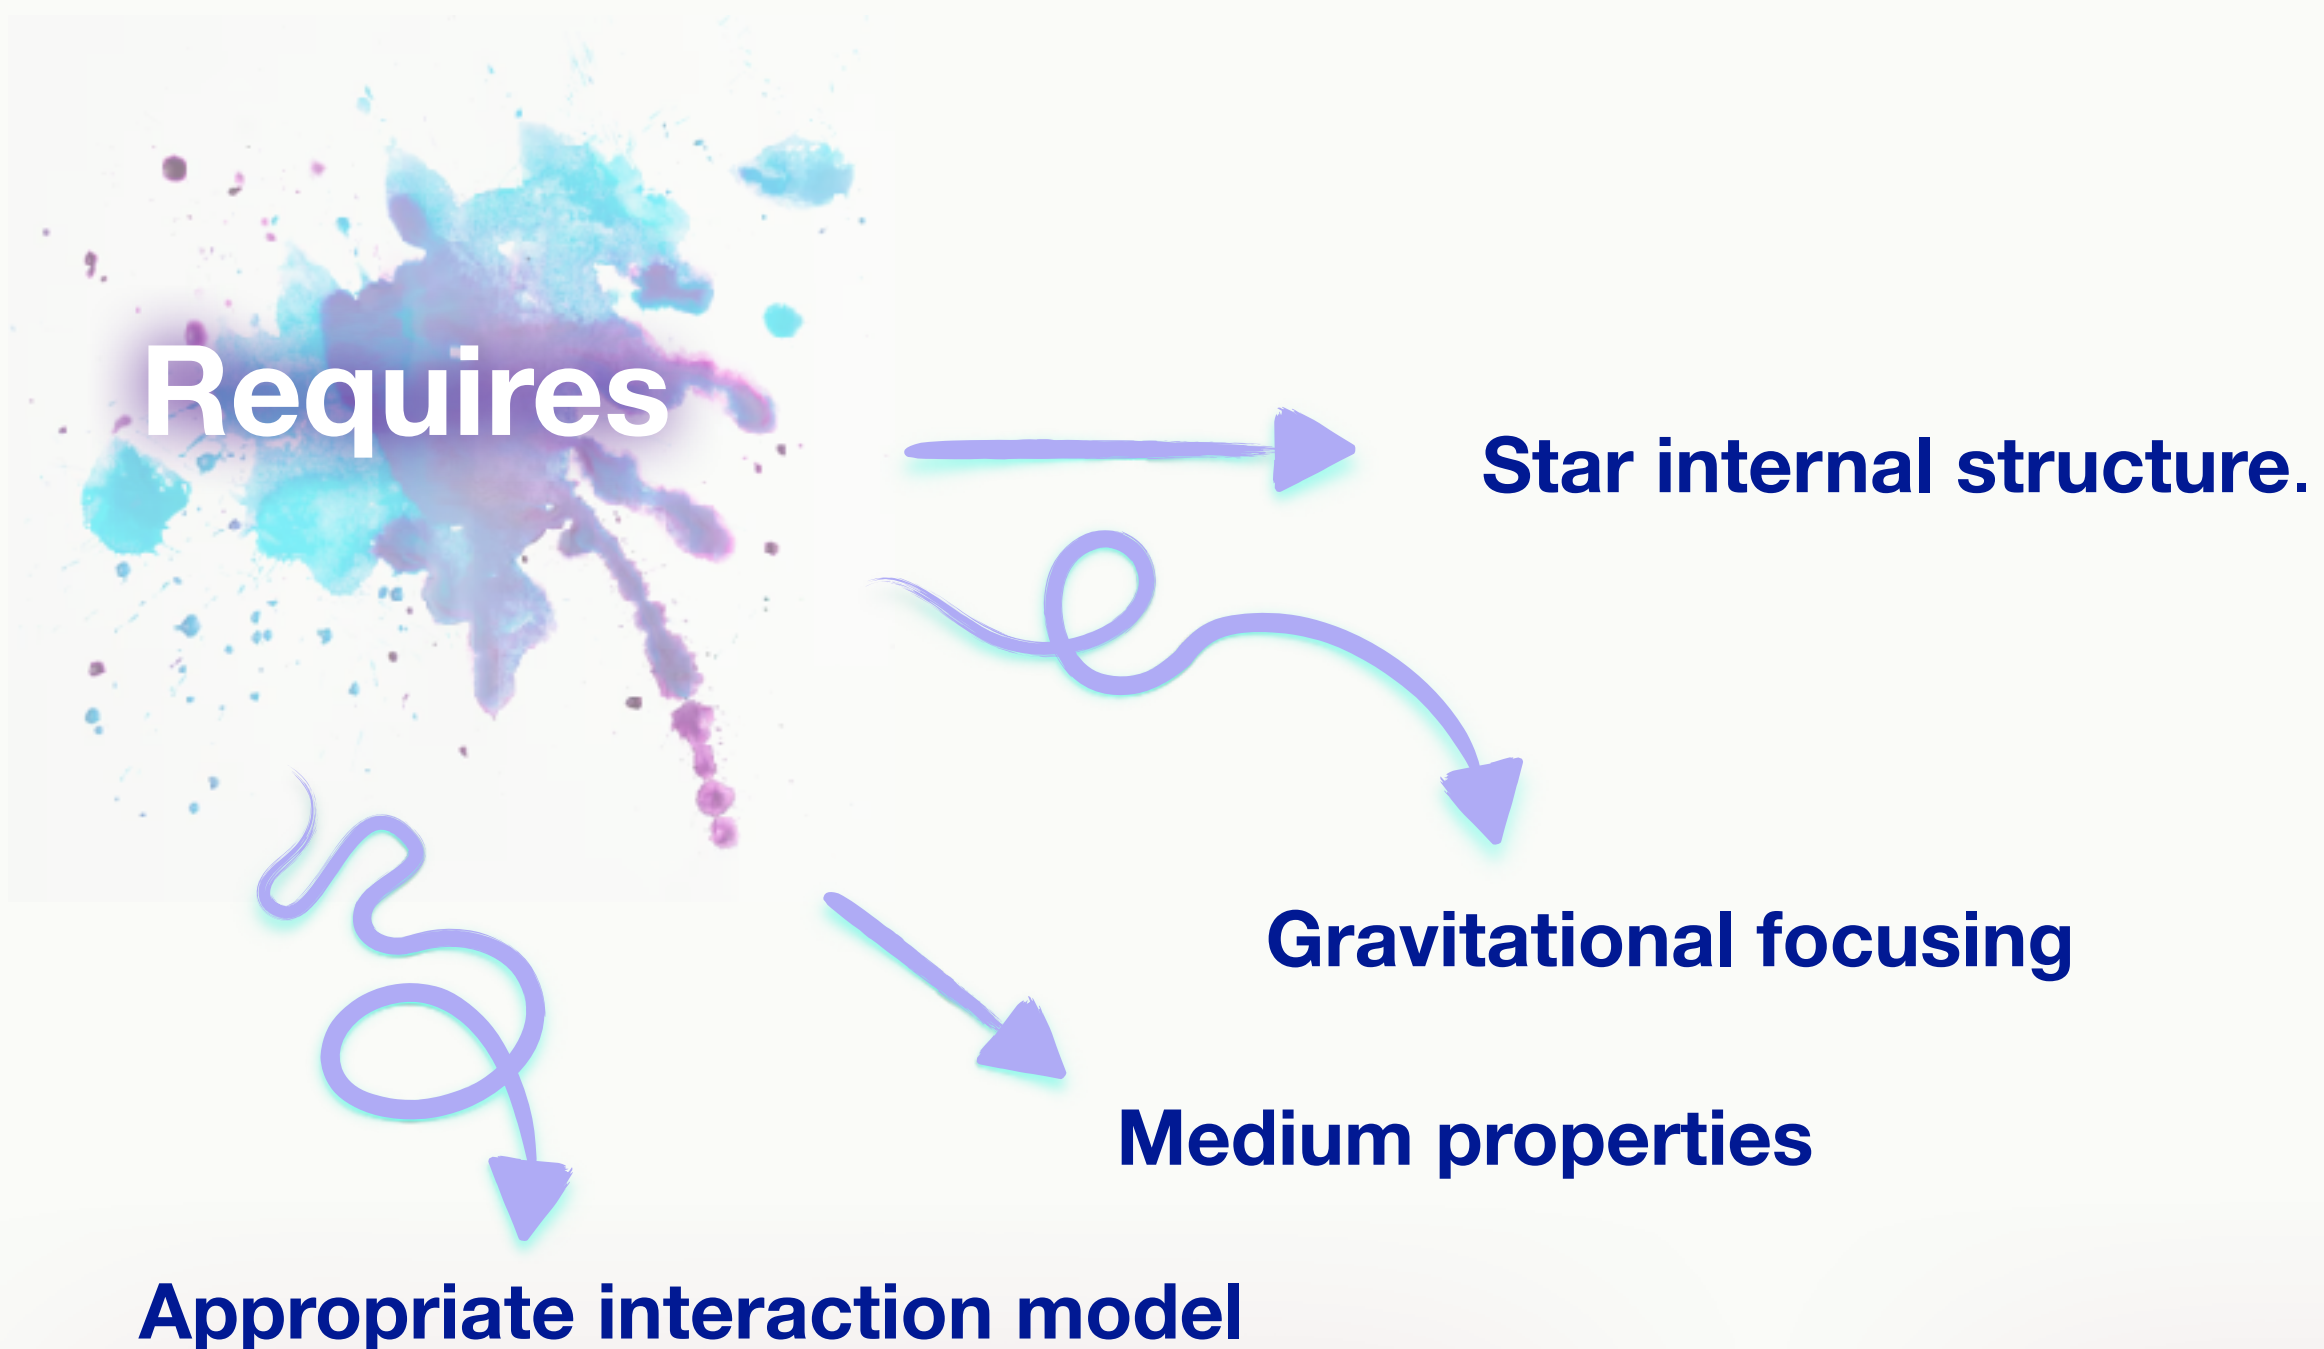 Requires
Star internal structure.
Gravitational focusing
Medium properties
Appropriate interaction model